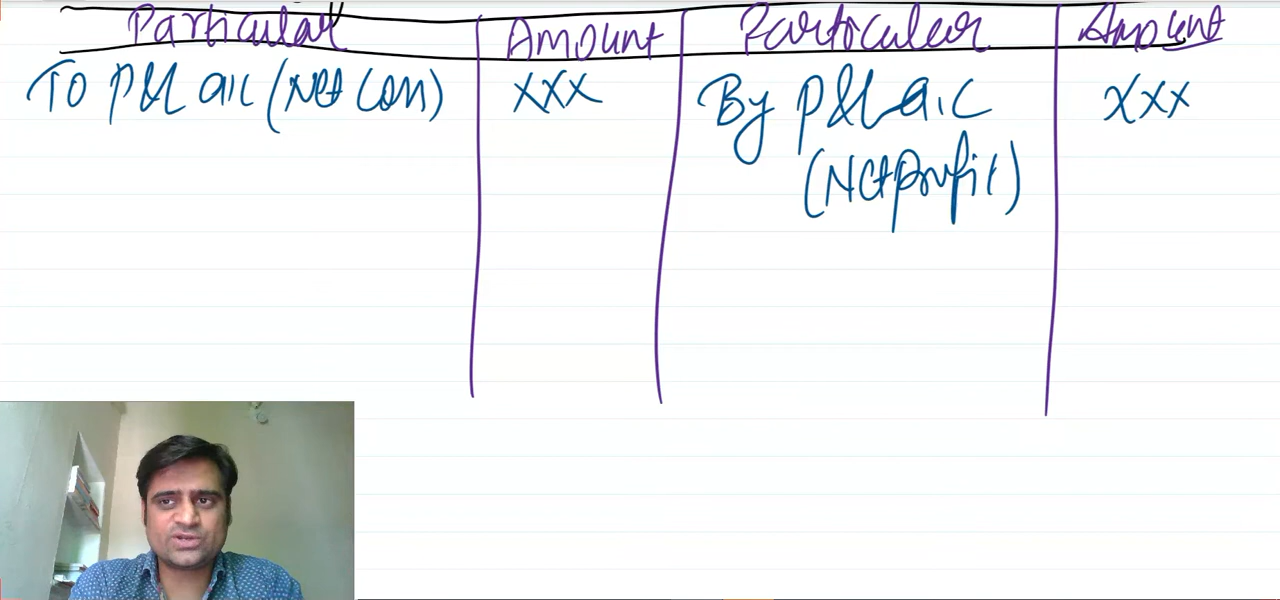 Particular Amount Particular Amount
To P&L a/c (Net Loss) XXX By P&L a/c XXX
(Net profit)